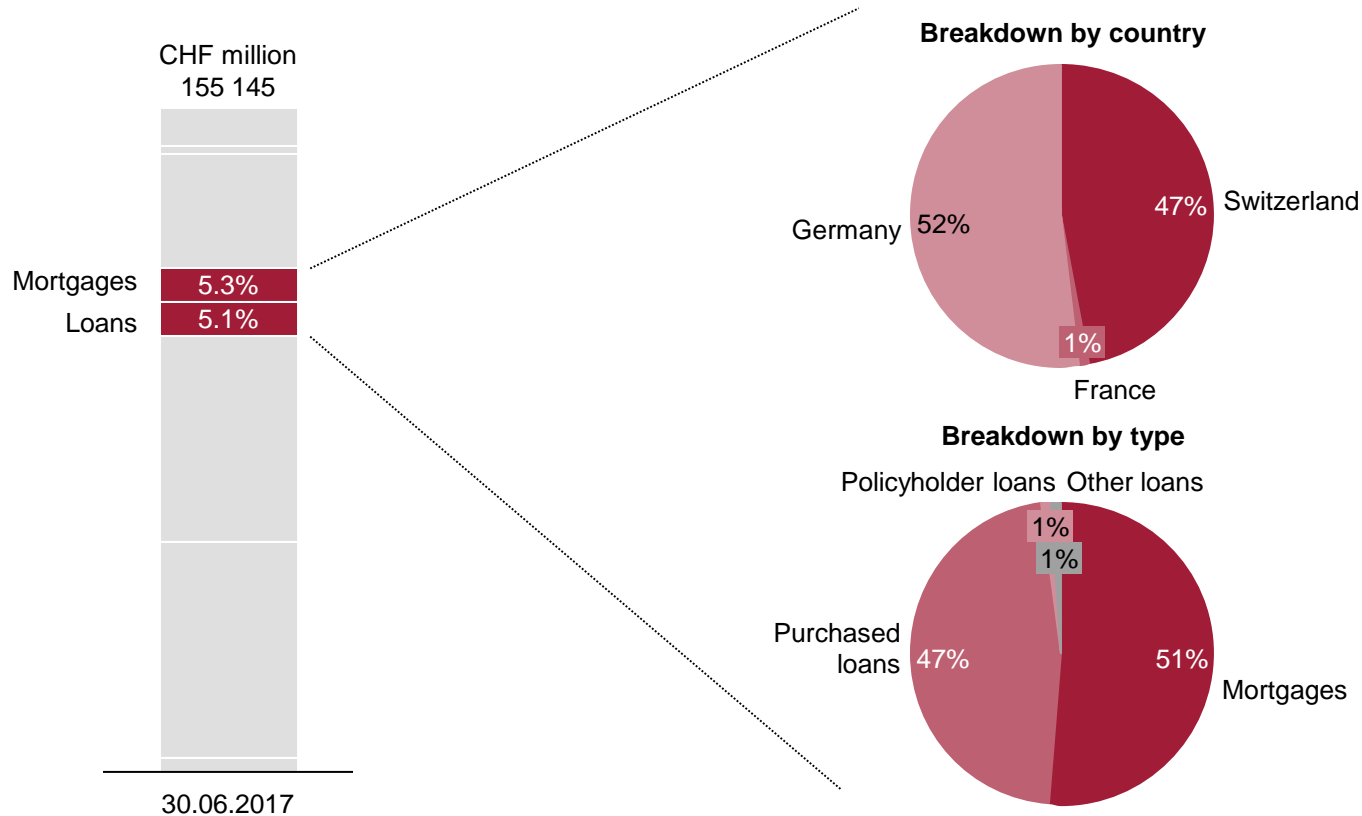 CHF million
155 145
Mortgages
5.3%
Loans
5.1%
30.06.2017
Breakdown by country
Germany
52%
47%
Switzerland
1%
France
Breakdown by type
Policyholder loans
Other loans
1%
1%
Purchased
loans
47%
51%
Mortgages